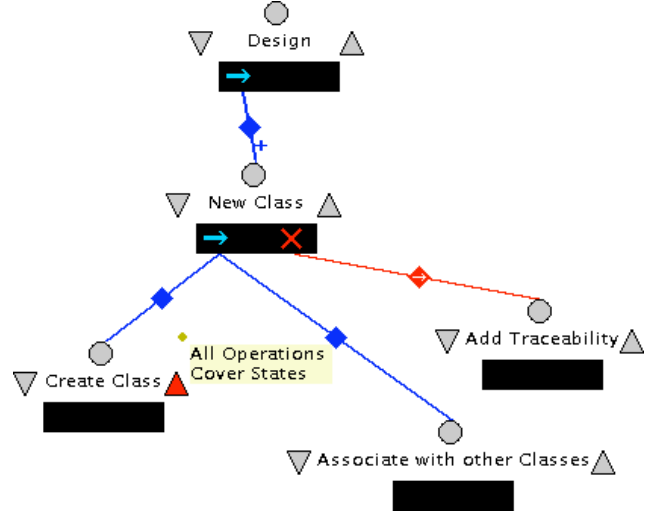 Design
+
New Class
Add Traceability
All Operations
Cover States
Create Class
Associate with other Classes